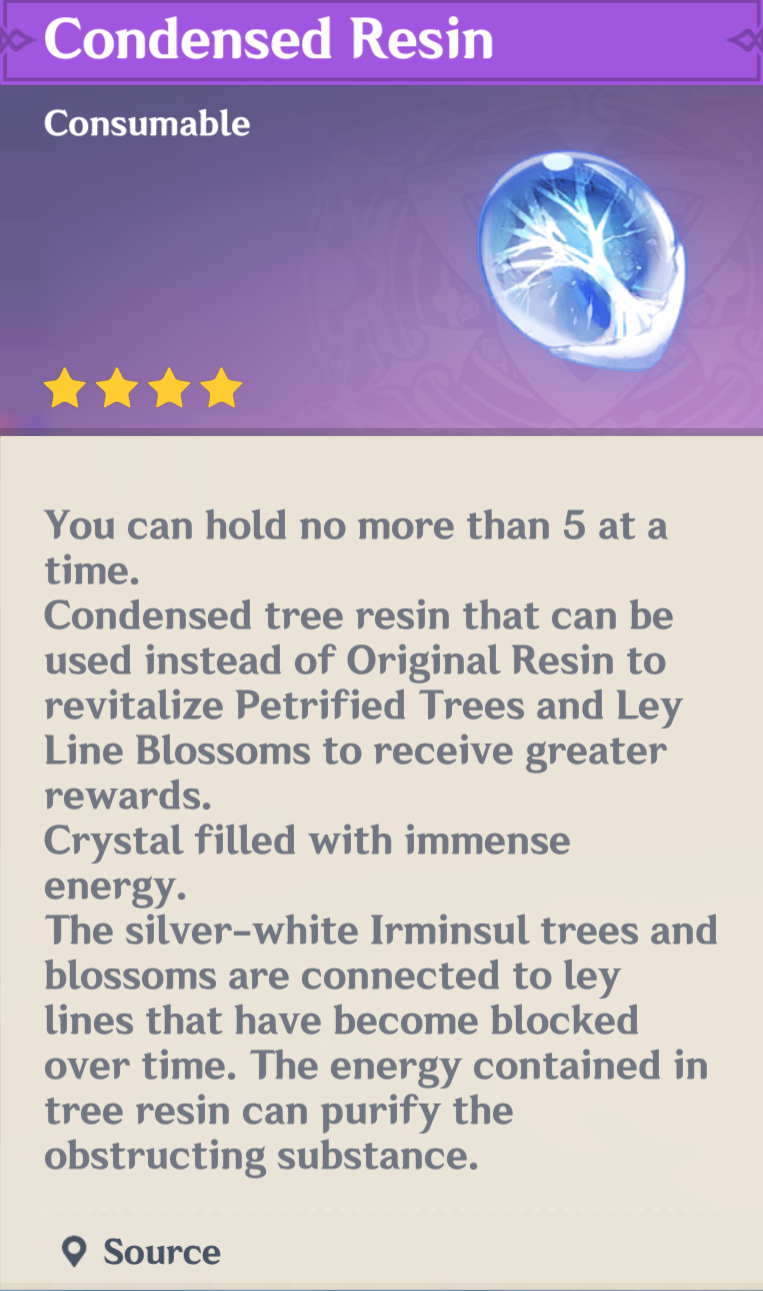 Condensed Resin
Consumable
You can hold no more than 5 at a
time.
Condensed tree resin that can be
used instead of Original Resin to
revitalize Petrified Trees and Ley
Line Blossoms to receive greater
rewards.
Crystal filled with immense
energy.
The silver-white Irminsul trees and
blossoms are connected to ley
lines that have become blocked
over time. The energy contained in
tree resin can purify the
obstructing substance.
Source